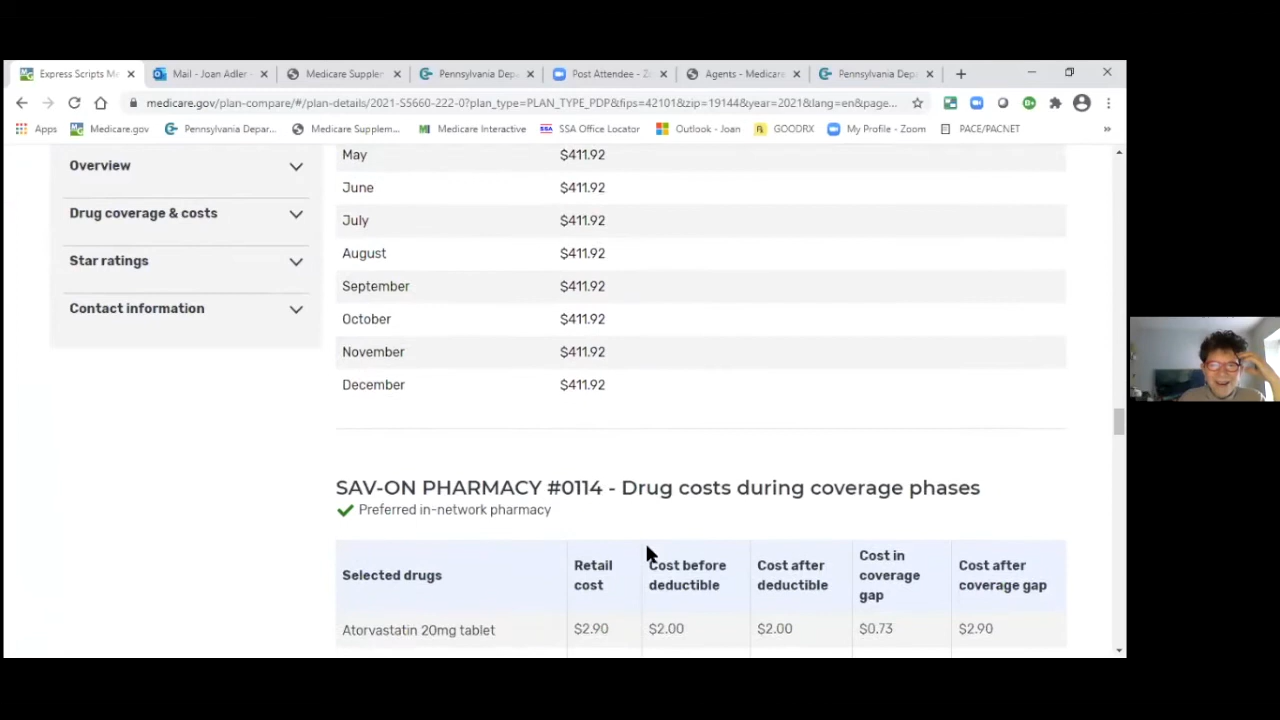 Express Scripts Me
Mail - Joan Adler -
Medicare Supplem
Pennsylvania Depa
Post Attendee - Zo
Agents - Medicare
Pennsylvania Depa
medicare.gov/plan-compare/#/plan-details/2021-S5660-222-0?plan_type=PLAN_TYPE_PDP&fips=42101&zip=19144&year=2021&lang=en&page...
Apps
Medicare.gov
Pennsylvania Depar...
Medicare Supplem...
Medicare Interactive
SSA Office Locator
Outlook - Joan
GOODRX
My Profile - Zoom
PACE/PACNET
»
Overview
Drug coverage & costs
Star ratings
Contact information
May $411.92
June $411.92
July $411.92
August $411.92
September $411.92
October $411.92
November $411.92
December $411.92
SAV-ON PHARMACY #0114 - Drug costs during coverage phases
Preferred in-network pharmacy
Selected drugs
Retail
cost
Cost before
deductible
Cost after
deductible
Cost in
coverage
gap
Cost after
coverage gap
Atorvastatin 20mg tablet $2.90 $2.00 $2.00 $0.73 $2.90